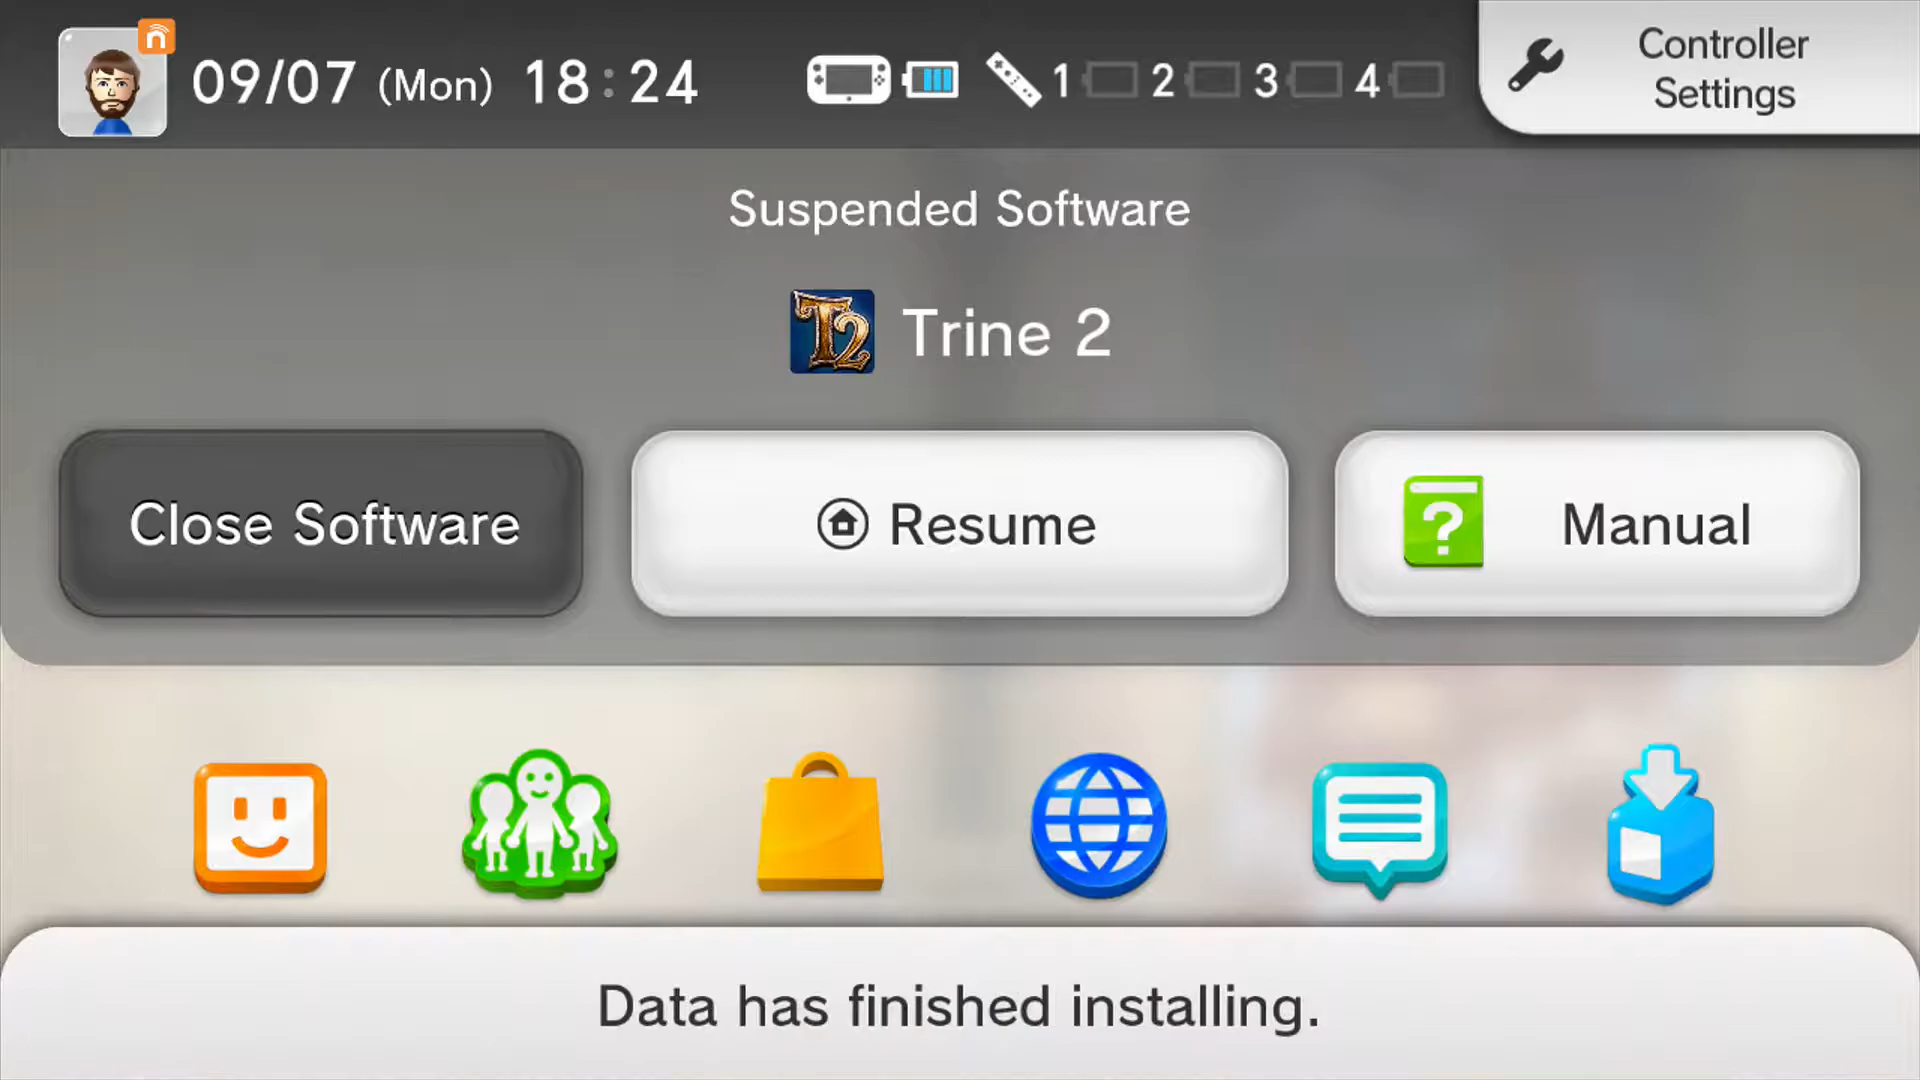 09/07 (Mon) 18:24
1 2 3 4
Controller
Settings
Suspended Software
T2
Trine 2
Close Software
Resume
? Manual
Data has finished installing.